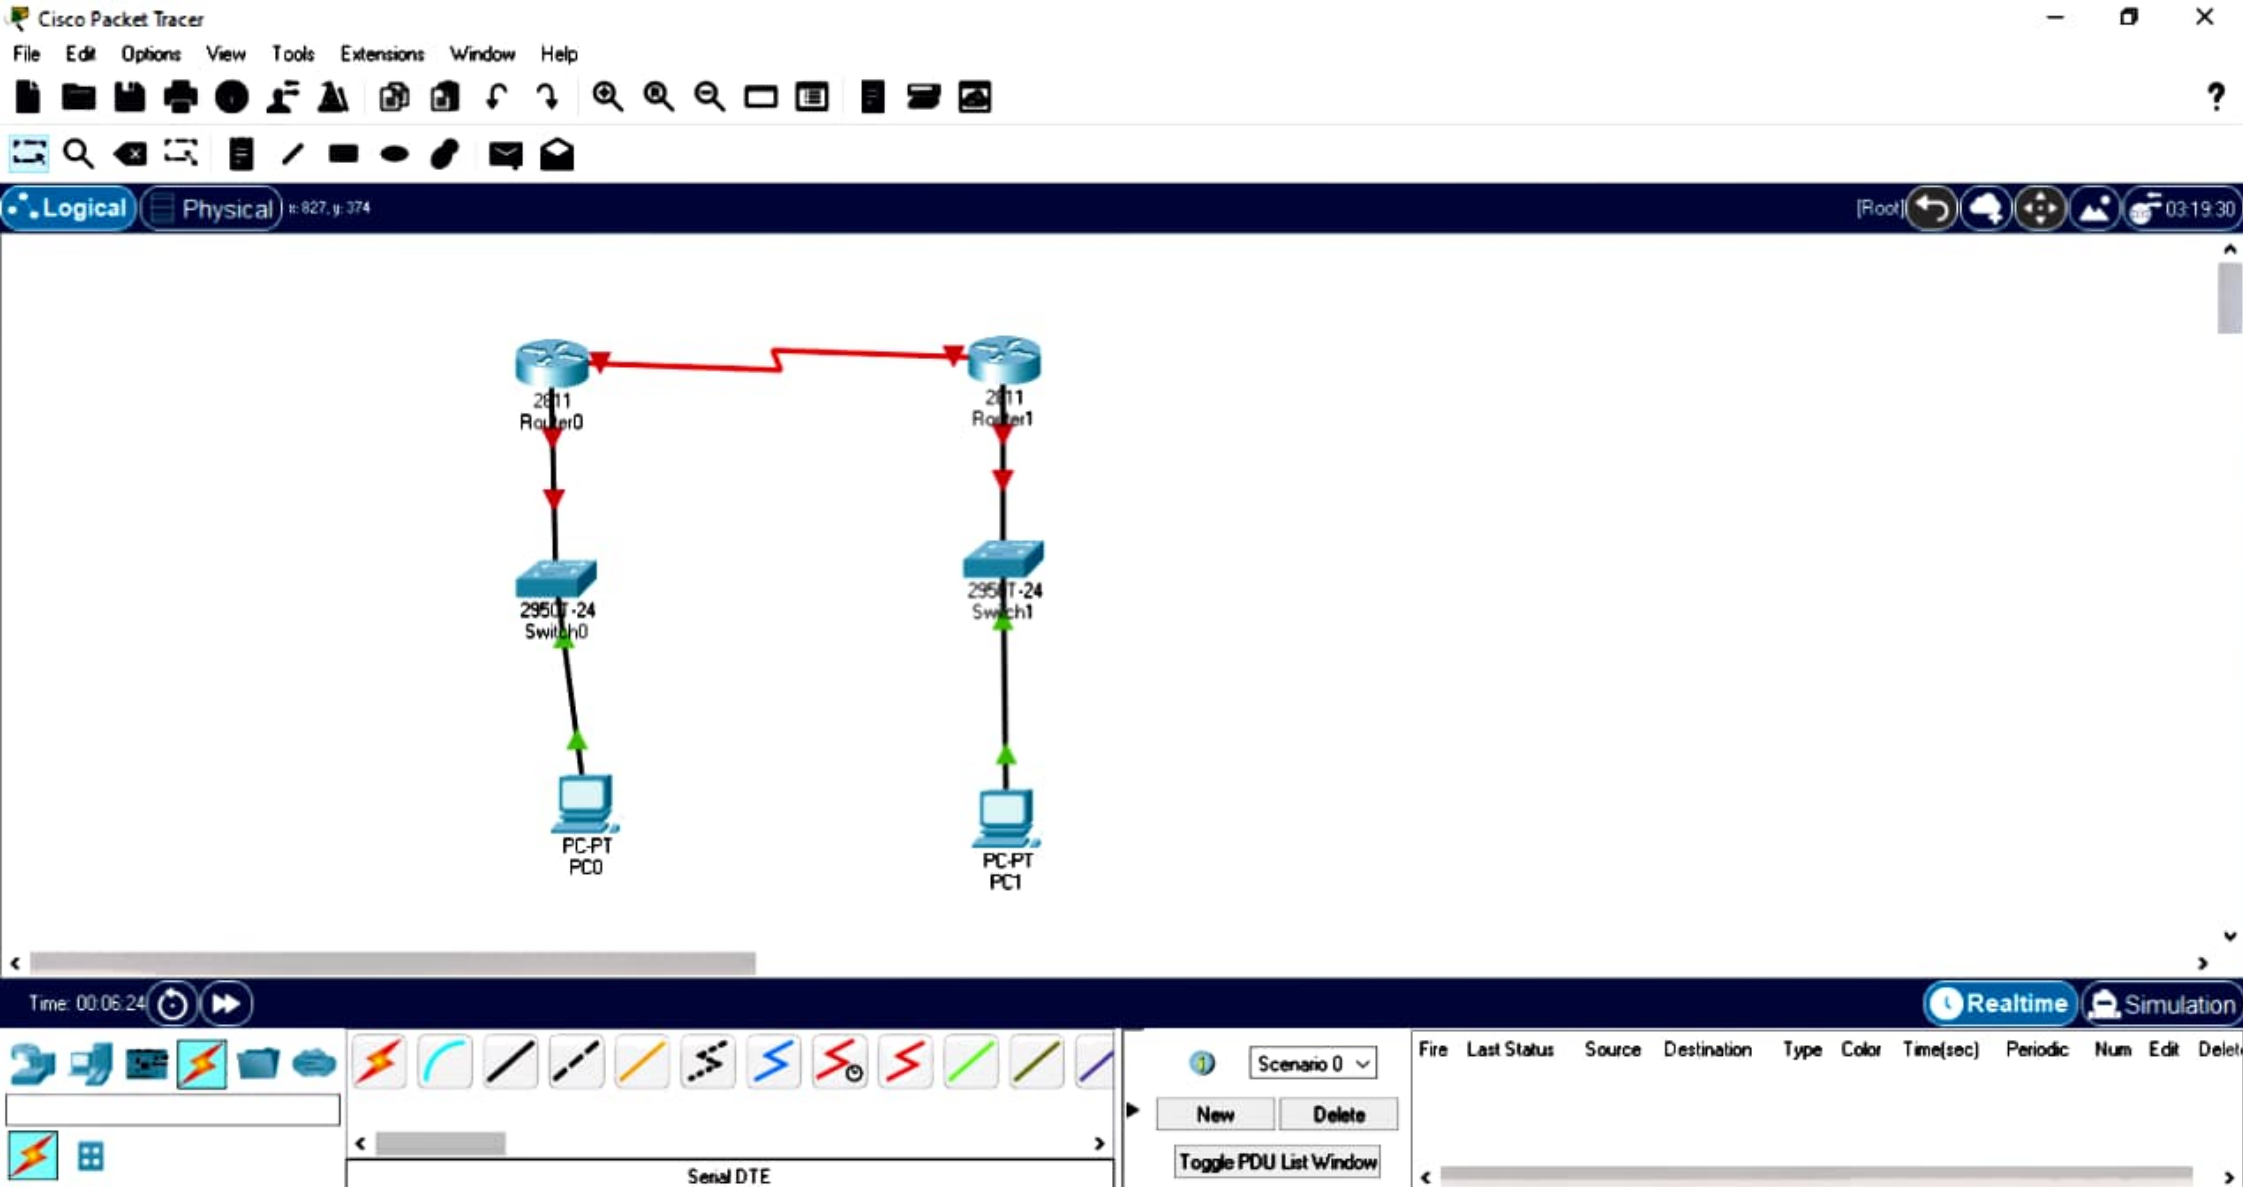 Cisco Packet Tracer
File Edit Options View Tools Extensions Window Help
?
Logical Physical x: 827, y: 374 [Root] 03:19:30
2811
Router0
2811
Router1
2950T-24
Switch0
2950T-24
Switch1
PC-PT
PC0
PC-PT
PC1
Time: 00:06:24 Realtime Simulation
Scenario 0
New Delete
Toggle PDU List Window
Fire Last Status Source Destination Type Color Time(sec) Periodic Num Edit Delet
Serial DTE